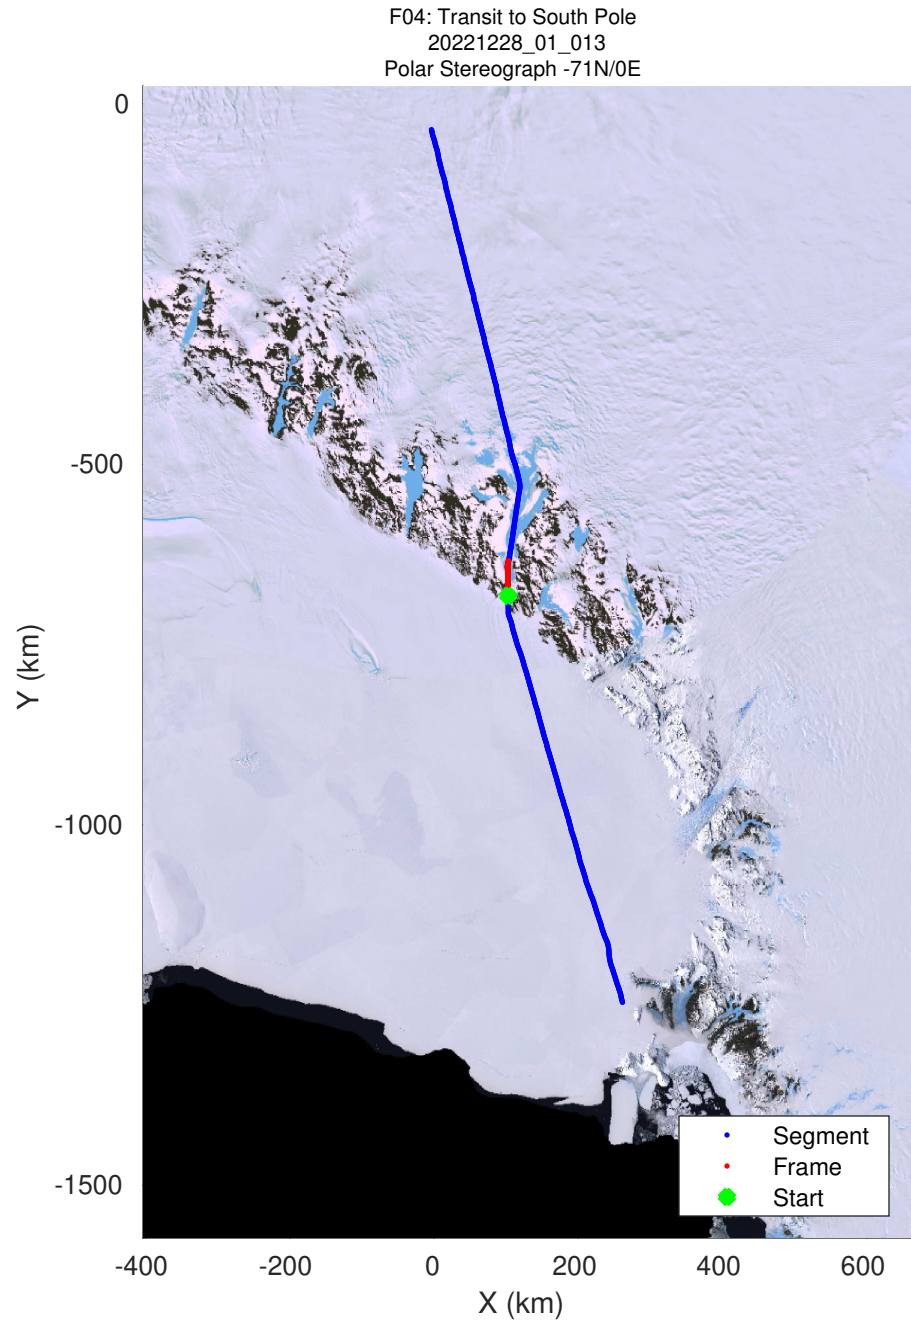 F04: Transit to South Pole
20221228_01_013
Polar Stereograph -71N/0E
0
-500
-1000
-1500
Y (km)
-400
-200
0
200
400
600
X (km)
Segment
Frame
Start